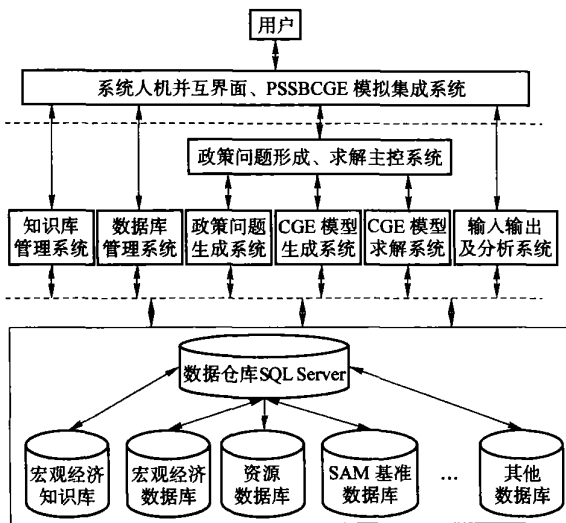 用户
系统人机并互界面、PSSBCGE 模拟集成系统
政策问题形成、求解主控系统
知识库
管理系统
数据库
管理系统
政策问题
生成系统
CGE 模型
生成系统
CGE 模型
求解系统
输入输出
及分析系统
数据仓库SQL Server
宏观经济
知识库
宏观经济
数据库
资源
数据库
SAM 基准
数据库
…
其他
数据库